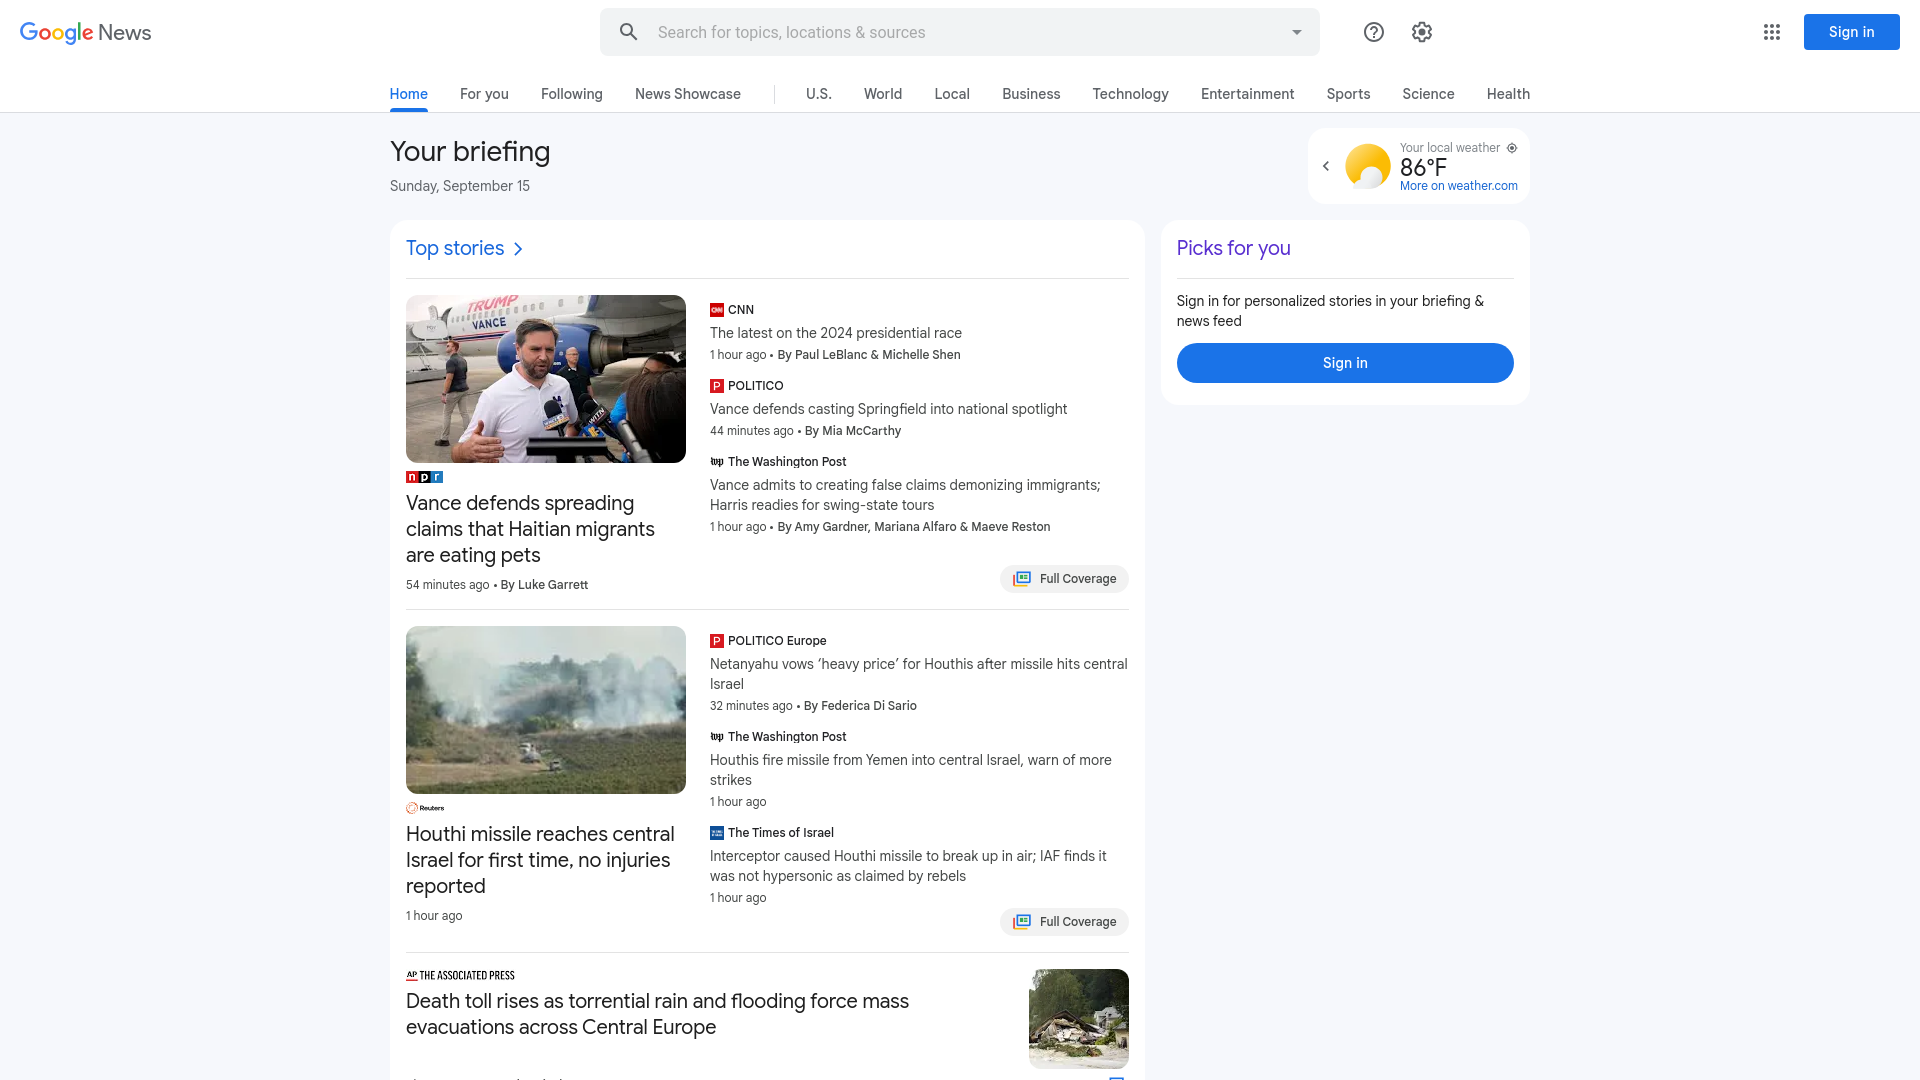 Google News
Search for topics, locations & sources
Sign in
Home
For you
Following
News Showcase
U.S.
World
Local
Business
Technology
Entertainment
Sports
Science
Health
Your briefing
Sunday, September 15
Your local weather
86°F
More on weather.com
Top stories
TRUMP
VANCE
npr
Vance defends spreading
claims that Haitian migrants
are eating pets
54 minutes ago • By Luke Garrett
CNN
The latest on the 2024 presidential race
1 hour ago • By Paul LeBlanc & Michelle Shen
POLITICO
Vance defends casting Springfield into national spotlight
44 minutes ago • By Mia McCarthy
The Washington Post
Vance admits to creating false claims demonizing immigrants;
Harris readies for swing-state tours
1 hour ago • By Amy Gardner, Mariana Alfaro & Maeve Reston
Full Coverage
Reuters
Houthi missile reaches central
Israel for first time, no injuries
reported
1 hour ago
POLITICO Europe
Netanyahu vows ‘heavy price’ for Houthis after missile hits central
Israel
32 minutes ago • By Federica Di Sario
The Washington Post
Houthis fire missile from Yemen into central Israel, warn of more
strikes
1 hour ago
The Times of Israel
Interceptor caused Houthi missile to break up in air; IAF finds it
was not hypersonic as claimed by rebels
1 hour ago
Full Coverage
AP THE ASSOCIATED PRESS
Death toll rises as torrential rain and flooding force mass
evacuations across Central Europe
Picks for you
Sign in for personalized stories in your briefing &
news feed
Sign in